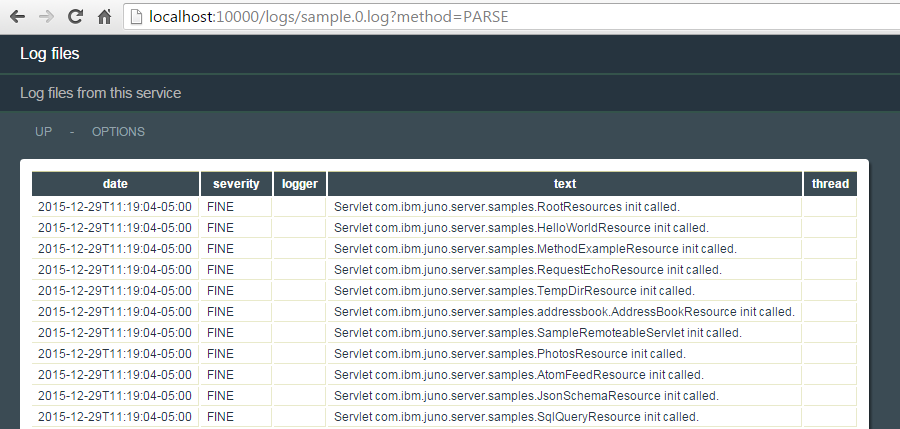 localhost:10000/logs/sample.0.log?method=PARSE
Log files
Log files from this service
UP - OPTIONS
date severity logger text thread
2015-12-29T11:19:04-05:00 FINE Servlet com.ibm.juno.server.samples.RootResources init called.
2015-12-29T11:19:04-05:00 FINE Servlet com.ibm.juno.server.samples.HelloWorldResource init called.
2015-12-29T11:19:04-05:00 FINE Servlet com.ibm.juno.server.samples.MethodExampleResource init called.
2015-12-29T11:19:04-05:00 FINE Servlet com.ibm.juno.server.samples.RequestEchoResource init called.
2015-12-29T11:19:04-05:00 FINE Servlet com.ibm.juno.server.samples.TempDirResource init called.
2015-12-29T11:19:04-05:00 FINE Servlet com.ibm.juno.server.samples.addressbook.AddressBookResource init called.
2015-12-29T11:19:04-05:00 FINE Servlet com.ibm.juno.server.samples.SampleRemoteableServlet init called.
2015-12-29T11:19:04-05:00 FINE Servlet com.ibm.juno.server.samples.PhotosResource init called.
2015-12-29T11:19:04-05:00 FINE Servlet com.ibm.juno.server.samples.AtomFeedResource init called.
2015-12-29T11:19:04-05:00 FINE Servlet com.ibm.juno.server.samples.JsonSchemaResource init called.
2015-12-29T11:19:04-05:00 FINE Servlet com.ibm.juno.server.samples.SqlQueryResource init called.